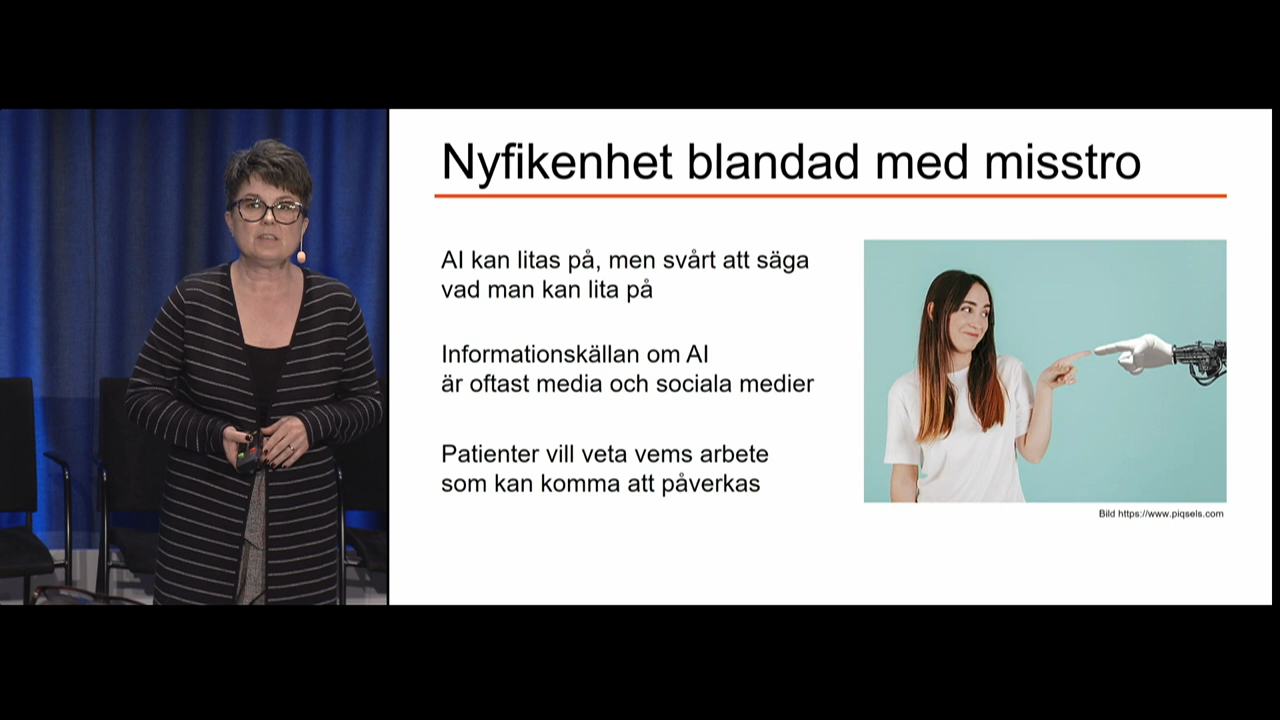 Nyfikenhet blandad med misstro
AI kan litas på, men svårt att säga
vad man kan lita på
Informationskällan om AI
är oftast media och sociala medier
Patienter vill veta vems arbete
som kan komma att påverkas
Bild https://www.piqsels.com